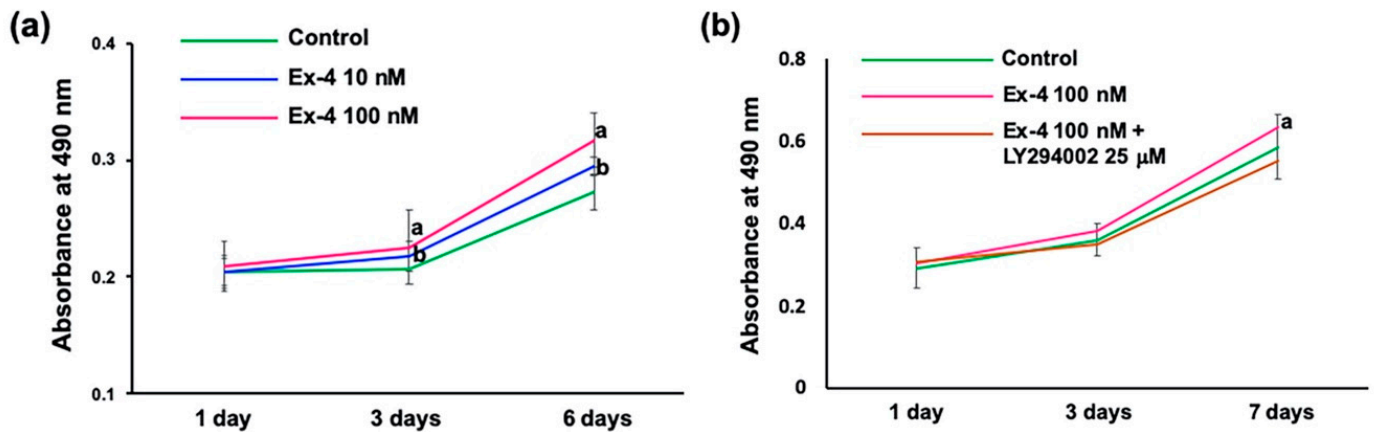 (a)
Absorbance at 490 nm
0.4
0.3
0.2
0.1
Control
Ex-4 10 nM
Ex-4 100 nM
a
b
a
b
1 day
3 days
6 days
(b)
Absorbance at 490 nm
0.8
0.6
0.4
0.2
0
Control
Ex-4 100 nM
Ex-4 100 nM +
LY294002 25 µM
a
1 day
3 days
7 days